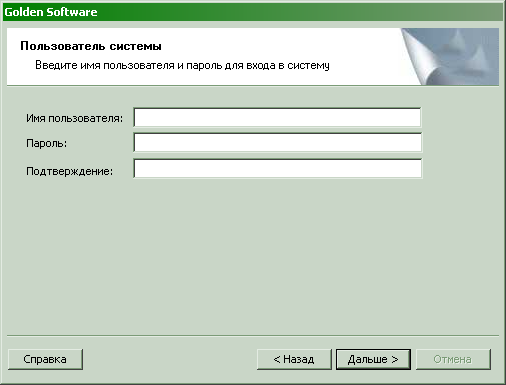 Golden Software
Пользователь системы
Введите имя пользователя и пароль для входа в систему
Имя пользователя:
Пароль:
Подтверждение:
Справка
< Назад
Дальше >
Отмена